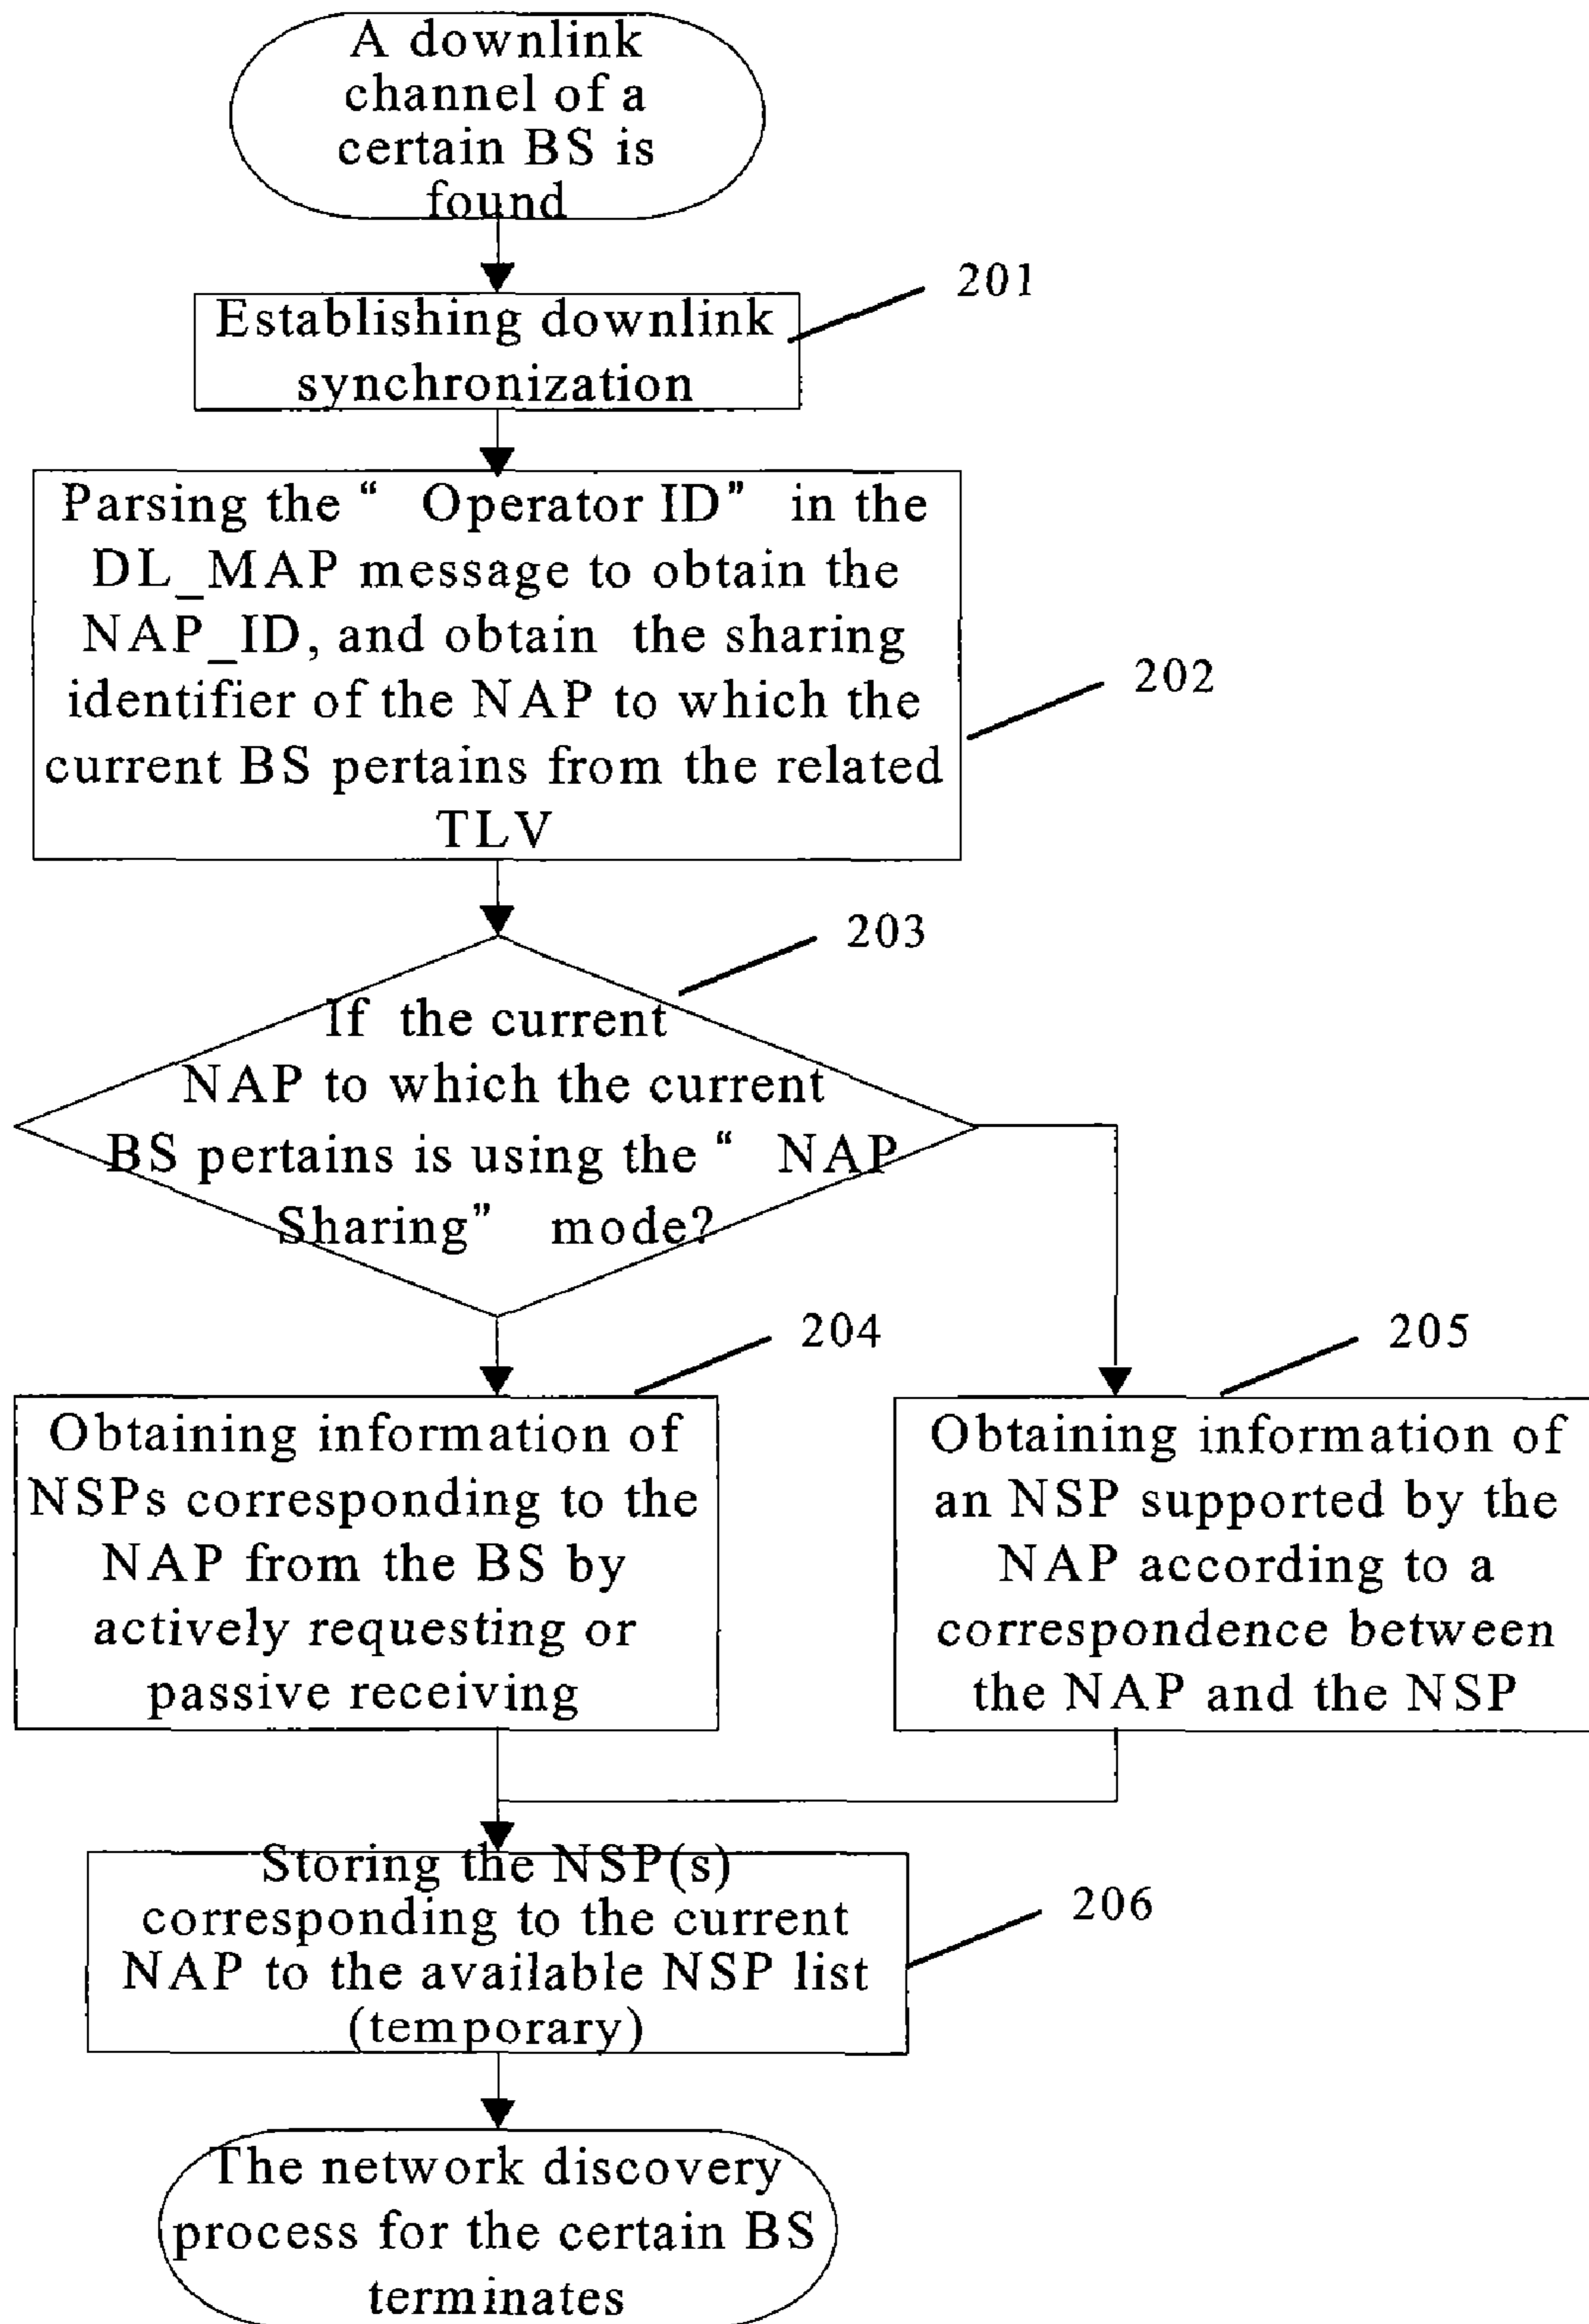 A downlink
channel of a
certain BS is
found
201
Establishing downlink
synchronization
Parsing the “ Operator ID” in the
DL_MAP message to obtain the
NAP_ID, and obtain the sharing
identifier of the NAP to which the
current BS pertains from the related
TLV
202
203
If the current
NAP to which the current
BS pertains is using the “ NAP
Sharing” mode?
204
205
Obtaining information of
NSPs corresponding to the
NAP from the BS by
actively requesting or
passive receiving
Obtaining information of
an NSP supported by the
NAP according to a
correspondence between
the NAP and the NSP
Storing the NSP(s)
corresponding to the current
NAP to the available NSP list
(temporary)
206
The network discovery
process for the certain BS
terminates